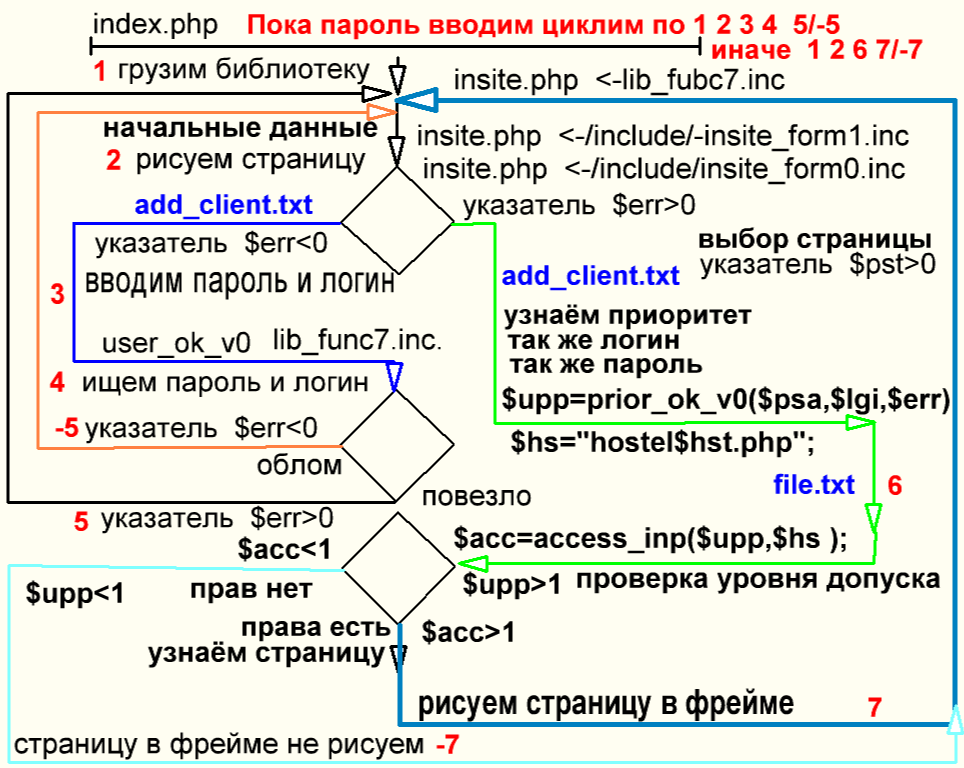 index.php Пока пароль вводим циклим по 1 2 3 4 5/-5
иначе 1 2 6 7/-7
1 грузим библиотеку
insite.php <-lib_fubc7.inc
начальные данные
insite.php <-/include/-insite_form1.inc
2 рисуем страницу
insite.php <-/include/insite_form0.inc
add_client.txt
указатель $err>0
указатель $err<0
выбор страницы
указатель $pst>0
3 вводим пароль и логин
add_client.txt
узнаём приоритет
так же логин
так же пароль
user_ok_v0 lib_func7.inc.
4 ищем пароль и логин
$upp=prior_ok_v0($psa,$lgi,$err)
-5 указатель $err<0
$hs="hostel$hst.php";
облом
file.txt 6
повезло
5 указатель $err>0
$acc<1
$acc=access_inp($upp,$hs );
$upp<1 прав нет
$upp>1 проверка уровня допуска
права есть
$acc>1
узнаём страницу
рисуем страницу в фрейме 7
страницу в фрейме не рисуем -7